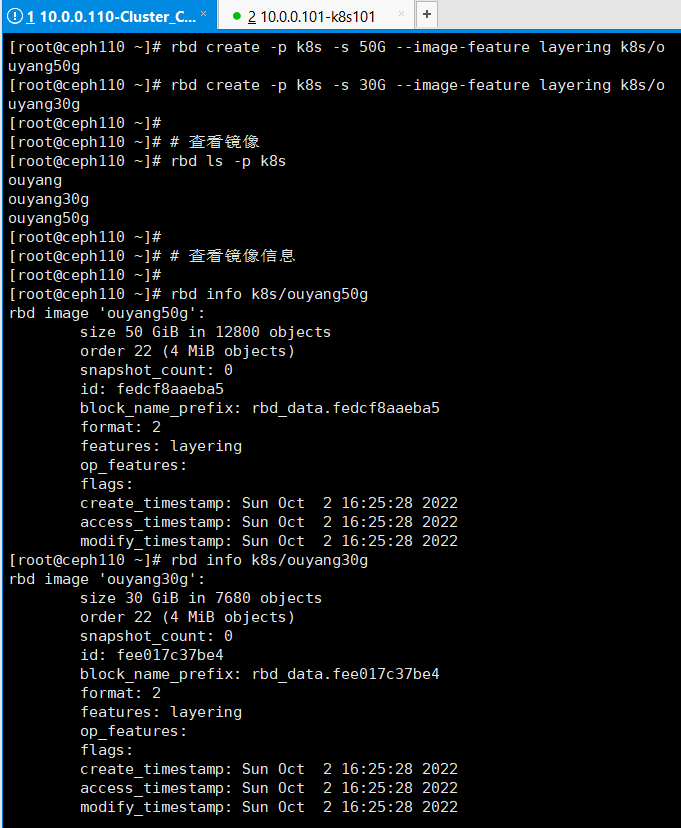 1 10.0.0.110-Cluster_C... × 2 10.0.0.101-k8s101 × +
[root@ceph110 ~]# rbd create -p k8s -s 50G --image-feature layering k8s/o
uyang50g
[root@ceph110 ~]# rbd create -p k8s -s 30G --image-feature layering k8s/o
uyang30g
[root@ceph110 ~]#
[root@ceph110 ~]# # 查看镜像
[root@ceph110 ~]# rbd ls -p k8s
ouyang
ouyang30g
ouyang50g
[root@ceph110 ~]#
[root@ceph110 ~]# # 查看镜像信息
[root@ceph110 ~]#
[root@ceph110 ~]# rbd info k8s/ouyang50g
rbd image 'ouyang50g':
        size 50 GiB in 12800 objects
        order 22 (4 MiB objects)
        snapshot_count: 0
        id: fedcf8aaeba5
        block_name_prefix: rbd_data.fedcf8aaeba5
        format: 2
        features: layering
        op_features:
        flags:
        create_timestamp: Sun Oct  2 16:25:28 2022
        access_timestamp: Sun Oct  2 16:25:28 2022
        modify_timestamp: Sun Oct  2 16:25:28 2022
[root@ceph110 ~]# rbd info k8s/ouyang30g
rbd image 'ouyang30g':
        size 30 GiB in 7680 objects
        order 22 (4 MiB objects)
        snapshot_count: 0
        id: fee017c37be4
        block_name_prefix: rbd_data.fee017c37be4
        format: 2
        features: layering
        op_features:
        flags:
        create_timestamp: Sun Oct  2 16:25:28 2022
        access_timestamp: Sun Oct  2 16:25:28 2022
        modify_timestamp: Sun Oct  2 16:25:28 2022